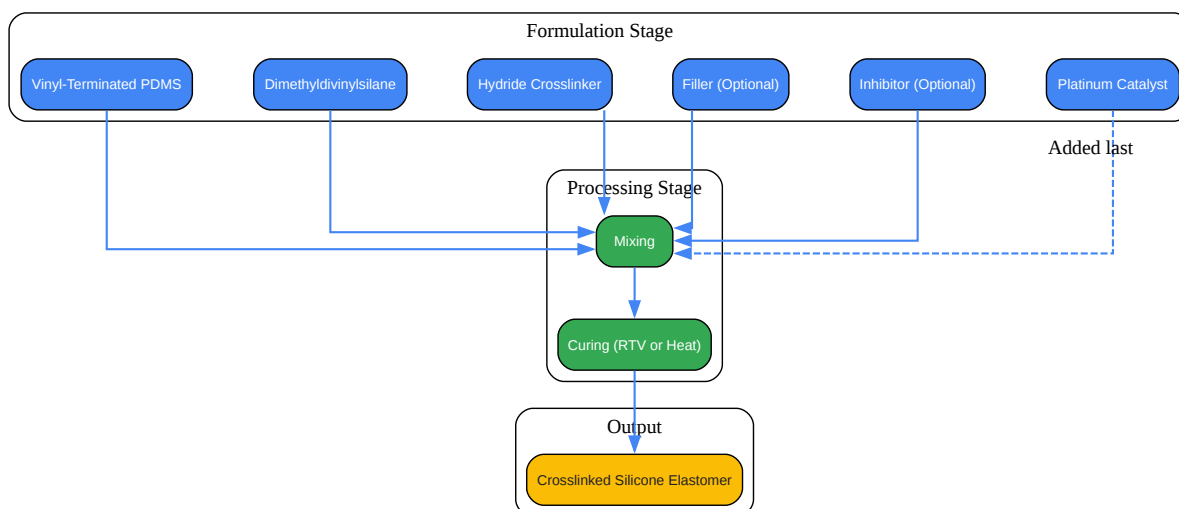 Formulation Stage
Vinyl-Terminated PDMS
Dimethyldivinylsilane
Hydride Crosslinker
Filler (Optional)
Inhibitor (Optional)
Platinum Catalyst
Added last
Processing Stage
Mixing
Curing (RTV or Heat)
Output
Crosslinked Silicone Elastomer